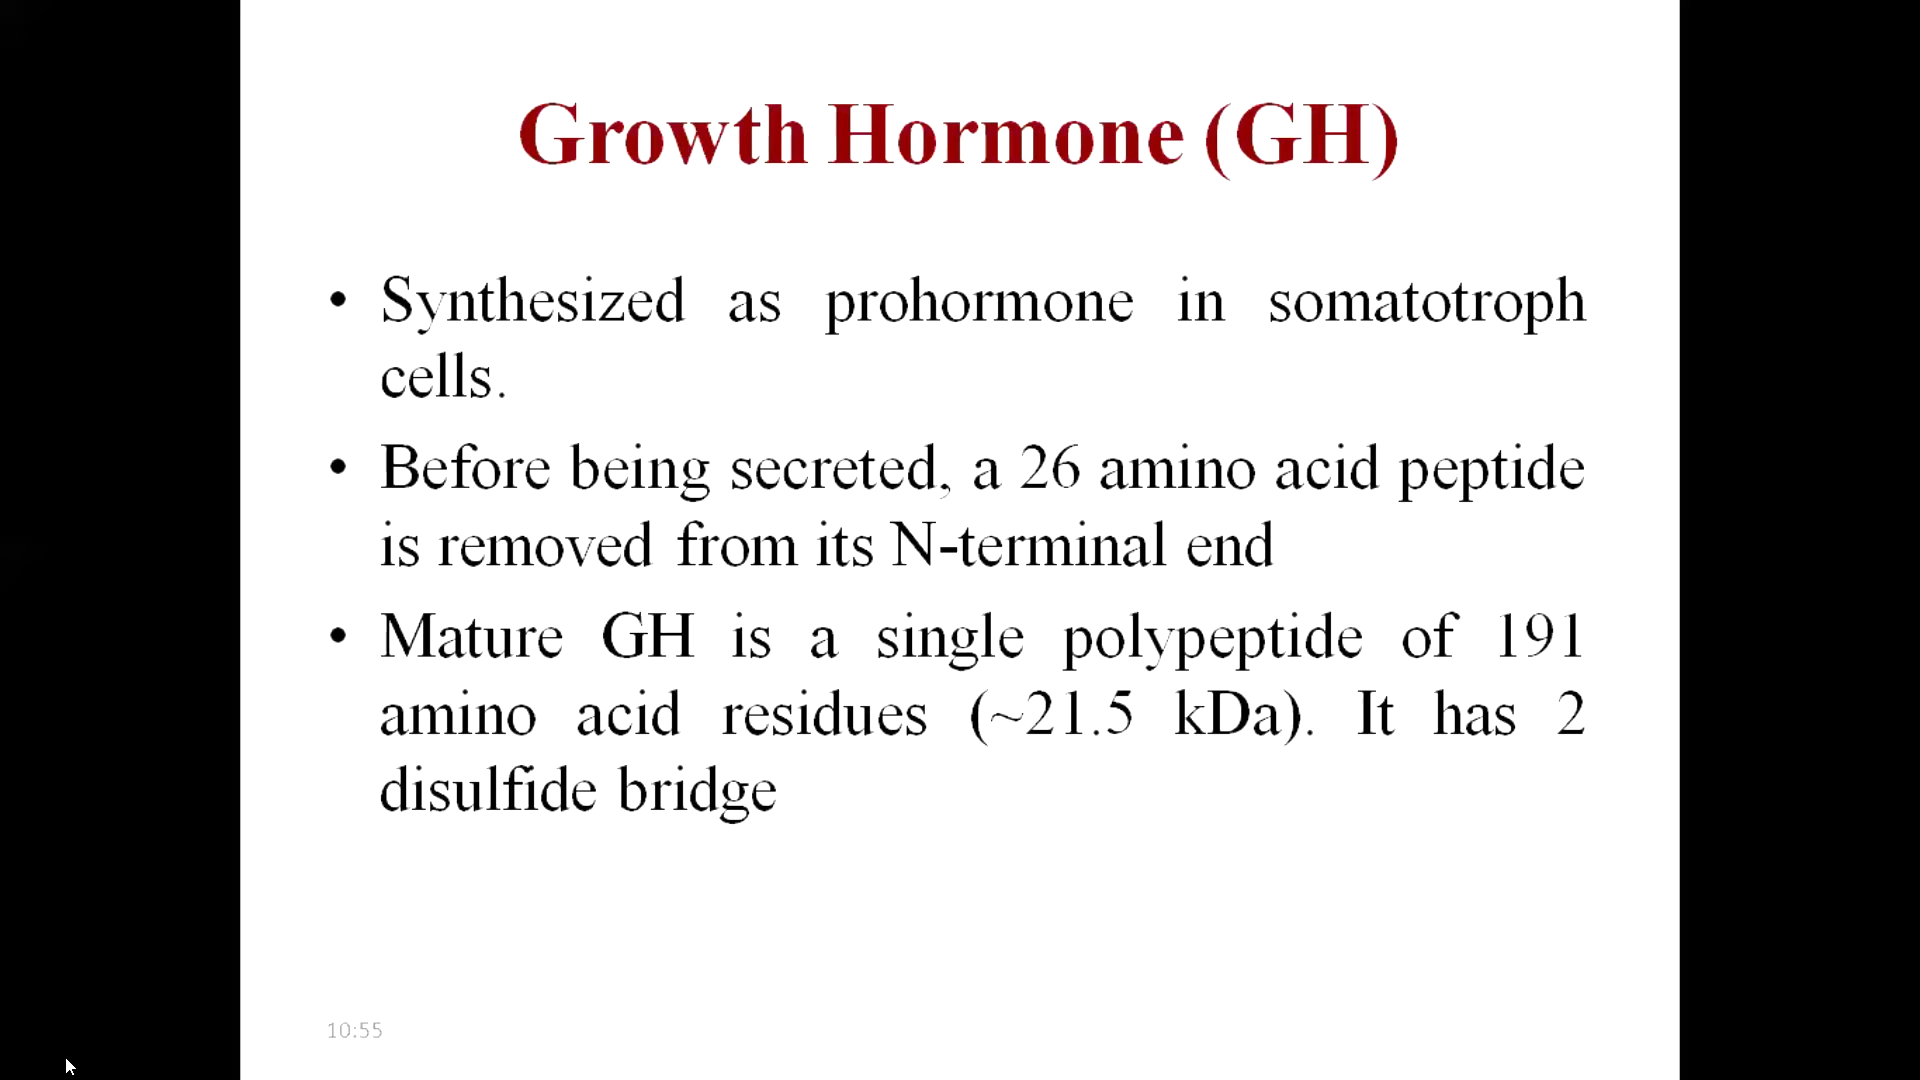 Growth Hormone (GH)
• Synthesized as prohormone in somatotroph
cells.
• Before being secreted, a 26 amino acid peptide
is removed from its N-terminal end
• Mature GH is a single polypeptide of 191
amino acid residues (~21.5 kDa). It has 2
disulfide bridge
10:55